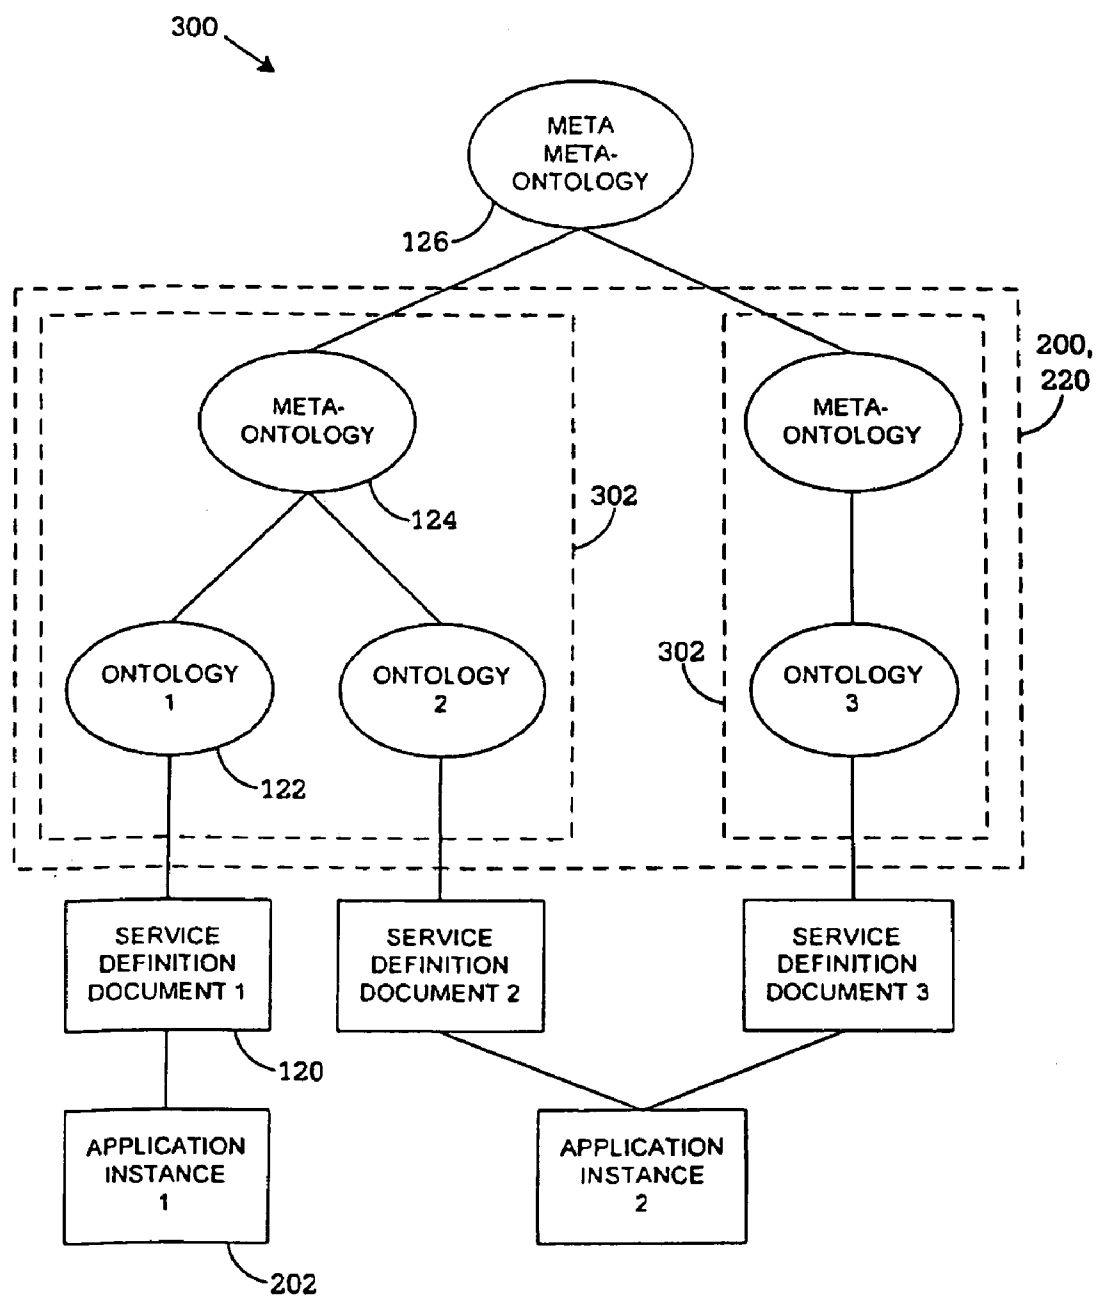 300
META
META-
ONTOLOGY
126
200,
220
META-
ONTOLOGY
META-
ONTOLOGY
302
124
302
ONTOLOGY
1
ONTOLOGY
2
ONTOLOGY
3
122
SERVICE
DEFINITION
DOCUMENT 1
SERVICE
DEFINITION
DOCUMENT 2
SERVICE
DEFINITION
DOCUMENT 3
120
APPLICATION
INSTANCE
1
APPLICATION
INSTANCE
2
202